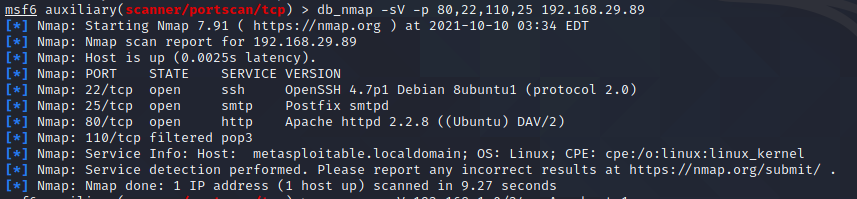 msf6 auxiliary(scanner/portscan/tcp) > db_nmap -sV -p 80,22,110,25 192.168.29.89
[*] Nmap: Starting Nmap 7.91 ( https://nmap.org ) at 2021-10-10 03:34 EDT
[*] Nmap: Nmap scan report for 192.168.29.89
[*] Nmap: Host is up (0.0025s latency).
[*] Nmap: PORT    STATE    SERVICE VERSION
[*] Nmap: 22/tcp  open     ssh     OpenSSH 4.7p1 Debian 8ubuntu1 (protocol 2.0)
[*] Nmap: 25/tcp  open     smtp    Postfix smtpd
[*] Nmap: 80/tcp  open     http    Apache httpd 2.2.8 ((Ubuntu) DAV/2)
[*] Nmap: 110/tcp filtered pop3
[*] Nmap: Service Info: Host:  metasploitable.localdomain; OS: Linux; CPE: cpe:/o:linux:linux_kernel
[*] Nmap: Service detection performed. Please report any incorrect results at https://nmap.org/submit/ .
[*] Nmap: Nmap done: 1 IP address (1 host up) scanned in 9.27 seconds